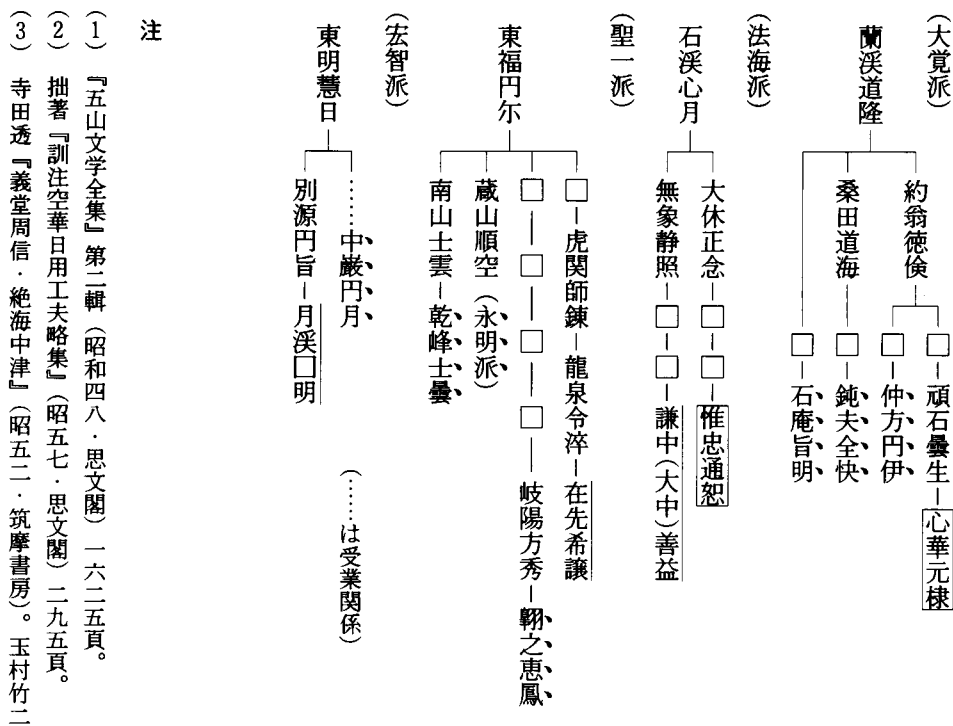 （大覚派）
蘭渓道隆
約翁徳倹
□－頑石曇生－心華元棣
□－仲方円伊
桑田道海
□－鈍夫全快
□－石庵旨明
（法海派）
石渓心月
大休正念－□－□－惟忠通恕
無象静照－□－□－謙中（大中）善益
（聖一派）
東福円尓
□－虎関師錬－龍泉令淬－在先希譲
□－□－□－□－岐陽方秀－翺之恵鳳
蔵山順空（永明派）
南山士雲－乾峰士曇
（宏智派）
東明慧日
……中巌円月
別源円旨－月渓□明
（……は受業関係）
注
（１）『五山文学全集』第二輯（昭和四八・思文閣）一六二五頁。
（２）拙著『訓注空華日用工夫略集』（昭五七・思文閣）二九五頁。
（３）寺田透『義堂周信・絶海中津』（昭五二・筑摩書房）。玉村竹二